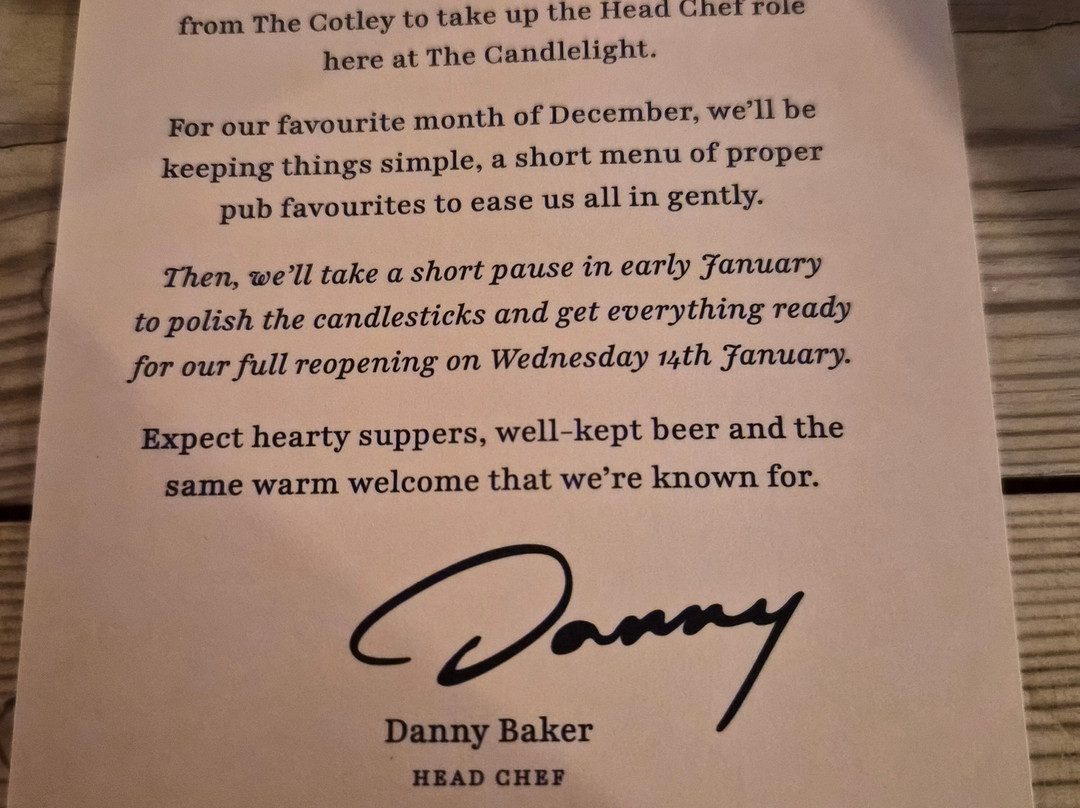 from The Cotley to take up the Head Chef role
here at The Candlelight.
For our favourite month of December, we’ll be
keeping things simple, a short menu of proper
pub favourites to ease us all in gently.
Then, we’ll take a short pause in early January
to polish the candlesticks and get everything ready
for our full reopening on Wednesday 14th January.
Expect hearty suppers, well-kept beer and the
same warm welcome that we’re known for.
Danny
Danny Baker
HEAD CHEF